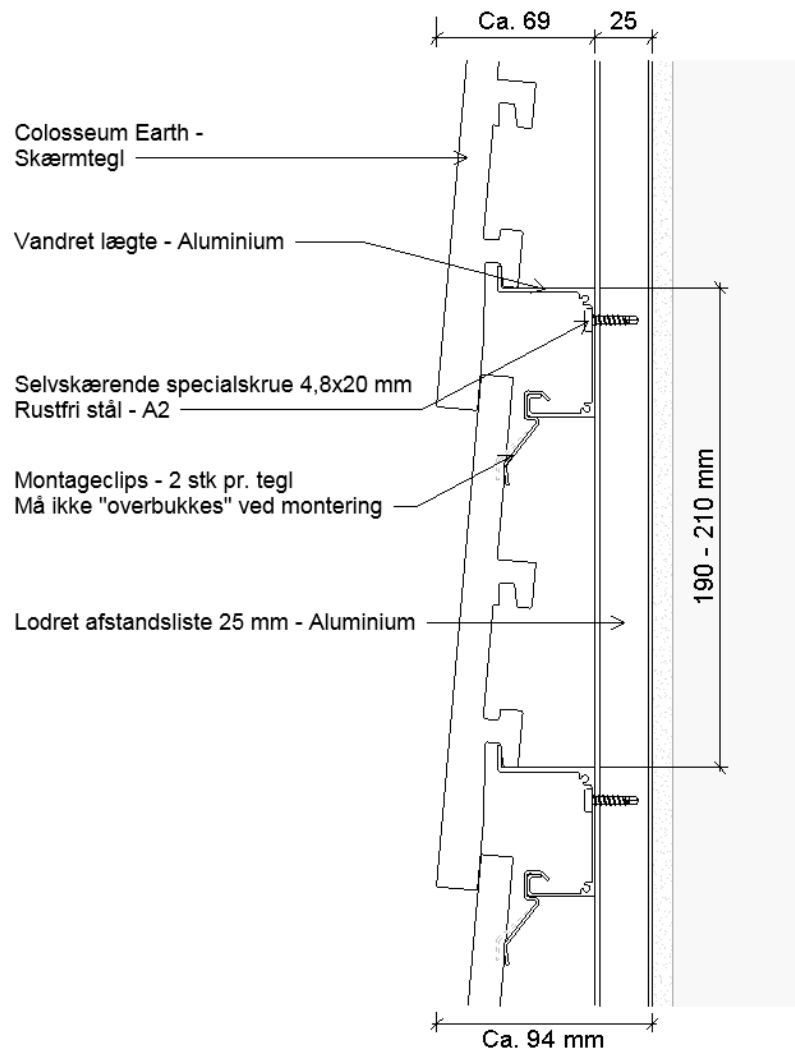 Ca. 69
25
Colosseum Earth -
Skærmtegl
Vandret lægte - Aluminium
Selvskærende specialskrue 4,8x20 mm
Rustfri stål - A2
Montageclips - 2 stk pr. tegl
Må ikke "overbukkes" ved montering
190 - 210 mm
Lodret afstandsliste 25 mm - Aluminium
Ca. 94 mm